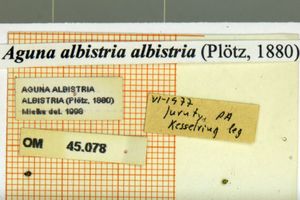 Aguna albistria albistria (Plötz, 1880)
AGUNA ALBISTRIA
ALBISTRIA (Plötz, 1880)
Mielke det. 1996
OM 45.078
VI-1977
Juruty, PA
Kesselring leg